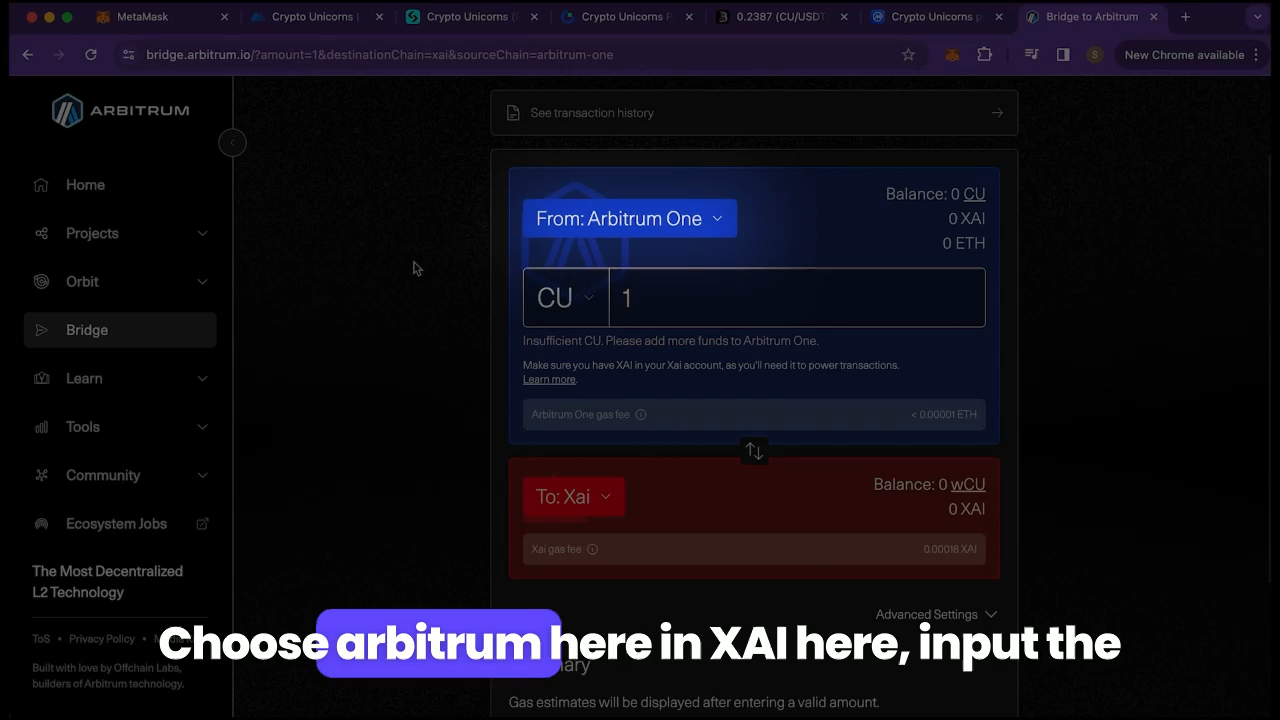 MetaMask
Crypto Unicorns |
Crypto Unicorns (
Crypto Unicorns P
0.2387 (CU/USDT
Crypto Unicorns p
Bridge to Arbitrum
bridge.arbitrum.io/?amount=1&destinationChain=xai&sourceChain=arbitrum-one
S
New Chrome available
ARBITRUM
Home
Projects
Orbit
Bridge
Learn
Tools
Community
Ecosystem Jobs
The Most Decentralized
L2 Technology
ToS • Privacy Policy •
Built with love by Offchain Labs,
builders of Arbitrum technology.
See transaction history
From: Arbitrum One
Balance: 0 CU
0 XAI
0 ETH
CU
1
Insufficient CU. Please add more funds to Arbitrum One.
Make sure you have XAI in your Xai account, as you'll need it to power transactions.
Learn more.
Arbitrum One gas fee
< 0.00001 ETH
To: Xai
Balance: 0 wCU
0 XAI
Xai gas fee
0.00018 XAI
Advanced Settings
Choose arbitrum here in XAI here, input the
Gas estimates will be displayed after entering a valid amount.